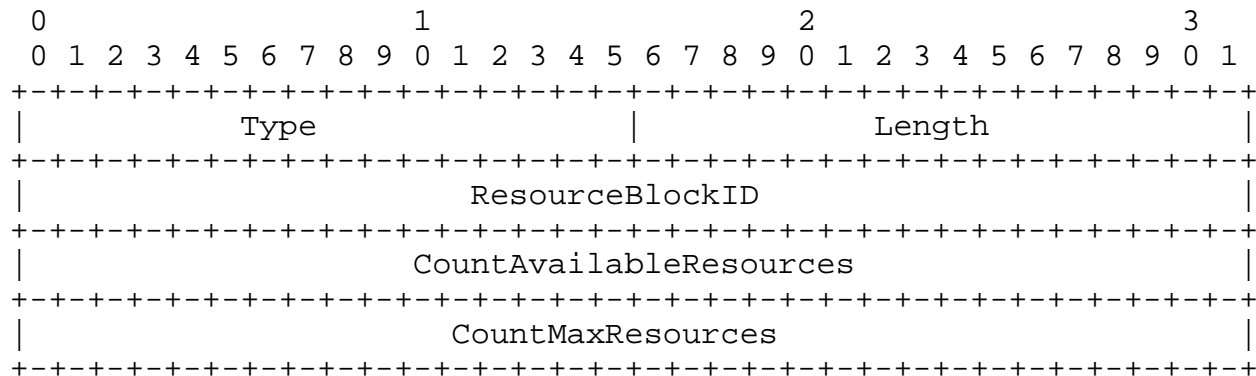 0                   1                   2                   3
 0 1 2 3 4 5 6 7 8 9 0 1 2 3 4 5 6 7 8 9 0 1 2 3 4 5 6 7 8 9 0 1
+-+-+-+-+-+-+-+-+-+-+-+-+-+-+-+-+-+-+-+-+-+-+-+-+-+-+-+-+-+-+-+-+
|           Type                |            Length             |
+-+-+-+-+-+-+-+-+-+-+-+-+-+-+-+-+-+-+-+-+-+-+-+-+-+-+-+-+-+-+-+-+
|                       ResourceBlockID                         |
+-+-+-+-+-+-+-+-+-+-+-+-+-+-+-+-+-+-+-+-+-+-+-+-+-+-+-+-+-+-+-+-+
|                    CountAvailableResources                    |
+-+-+-+-+-+-+-+-+-+-+-+-+-+-+-+-+-+-+-+-+-+-+-+-+-+-+-+-+-+-+-+-+
|                      CountMaxResources                        |
+-+-+-+-+-+-+-+-+-+-+-+-+-+-+-+-+-+-+-+-+-+-+-+-+-+-+-+-+-+-+-+-+